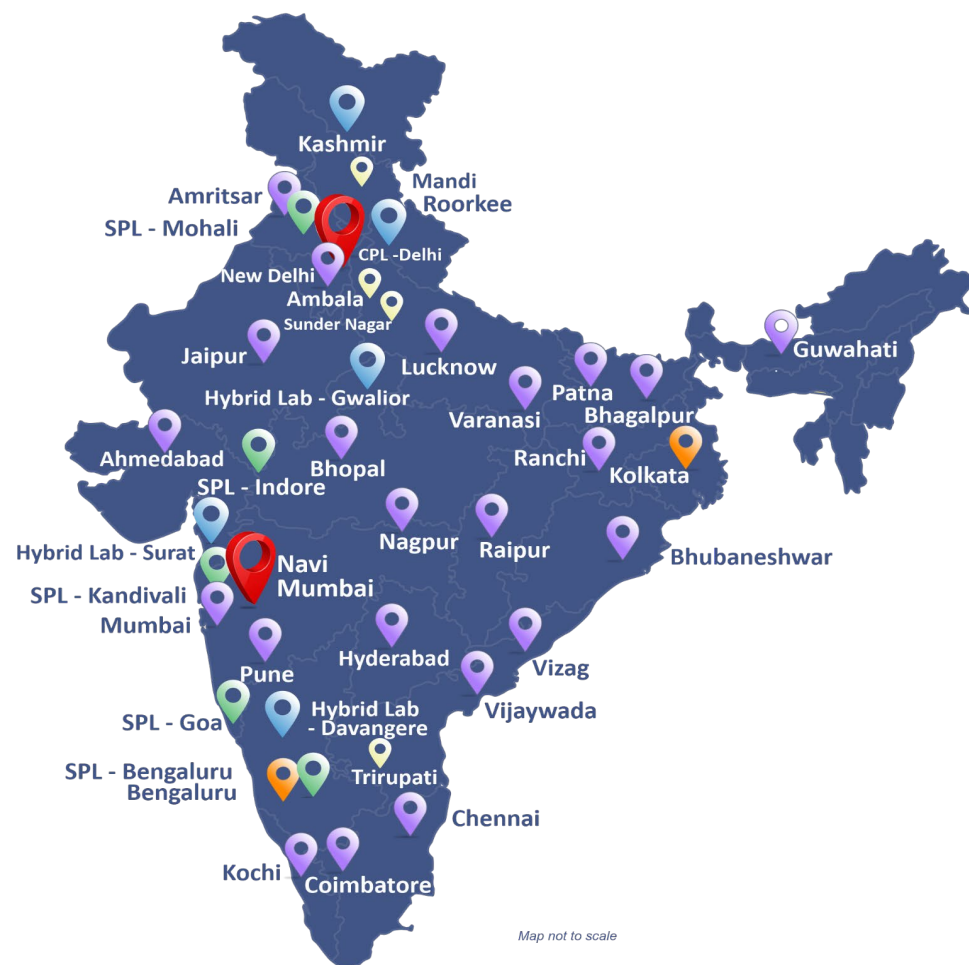 Kashmir
Mandi
Roorkee
Amritsar
SPL - Mohali
CPL -Delhi
New Delhi
Ambala
Sunder Nagar
Jaipur
Lucknow
Guwahati
Hybrid Lab - Gwalior
Varanasi
Patna
Bhagalpur
Ahmedabad
Bhopal
Ranchi
Kolkata
SPL - Indore
Nagpur
Raipur
Bhubaneshwar
Hybrid Lab - Surat
Navi
Mumbai
SPL - Kandivali
Mumbai
Hyderabad
Vizag
Pune
Vijaywada
SPL - Goa
Hybrid Lab
- Davangere
SPL - Bengaluru
Bengaluru
Trirupati
Chennai
Kochi
Coimbatore
Map not to scale